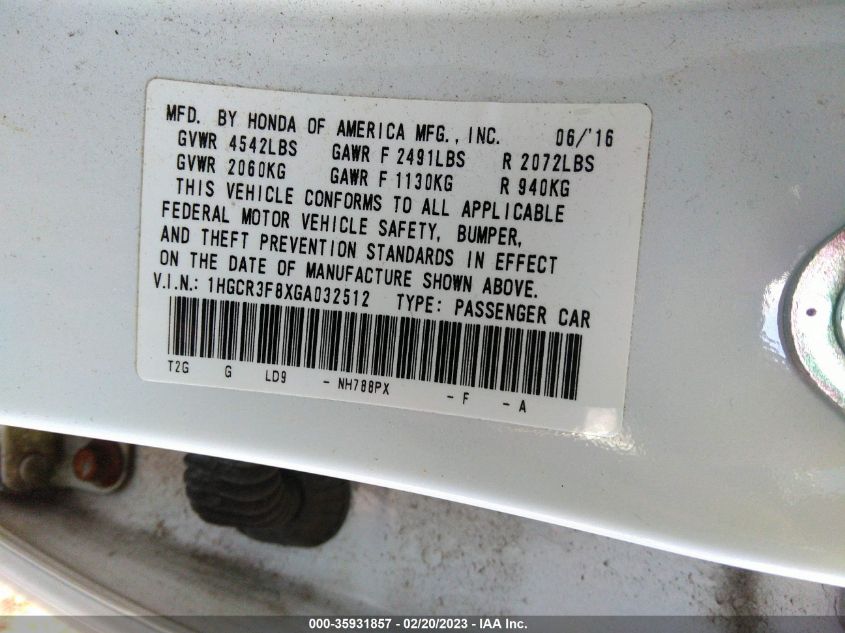 MFD. BY HONDA OF AMERICA MFG., INC. 06/'16
GVWR 4542LBS GAWR F 2491LBS R 2072LBS
GVWR 2060KG GAWR F 1130KG R 940KG
THIS VEHICLE CONFORMS TO ALL APPLICABLE
FEDERAL MOTOR VEHICLE SAFETY, BUMPER,
AND THEFT PREVENTION STANDARDS IN EFFECT
ON THE DATE OF MANUFACTURE SHOWN ABOVE.
V.I.N.: 1HGCR3F8XGA032512 TYPE: PASSENGER CAR
T2G G LD9 - NH788PX - F - A
000-35931857 - 02/20/2023 - IAA Inc.